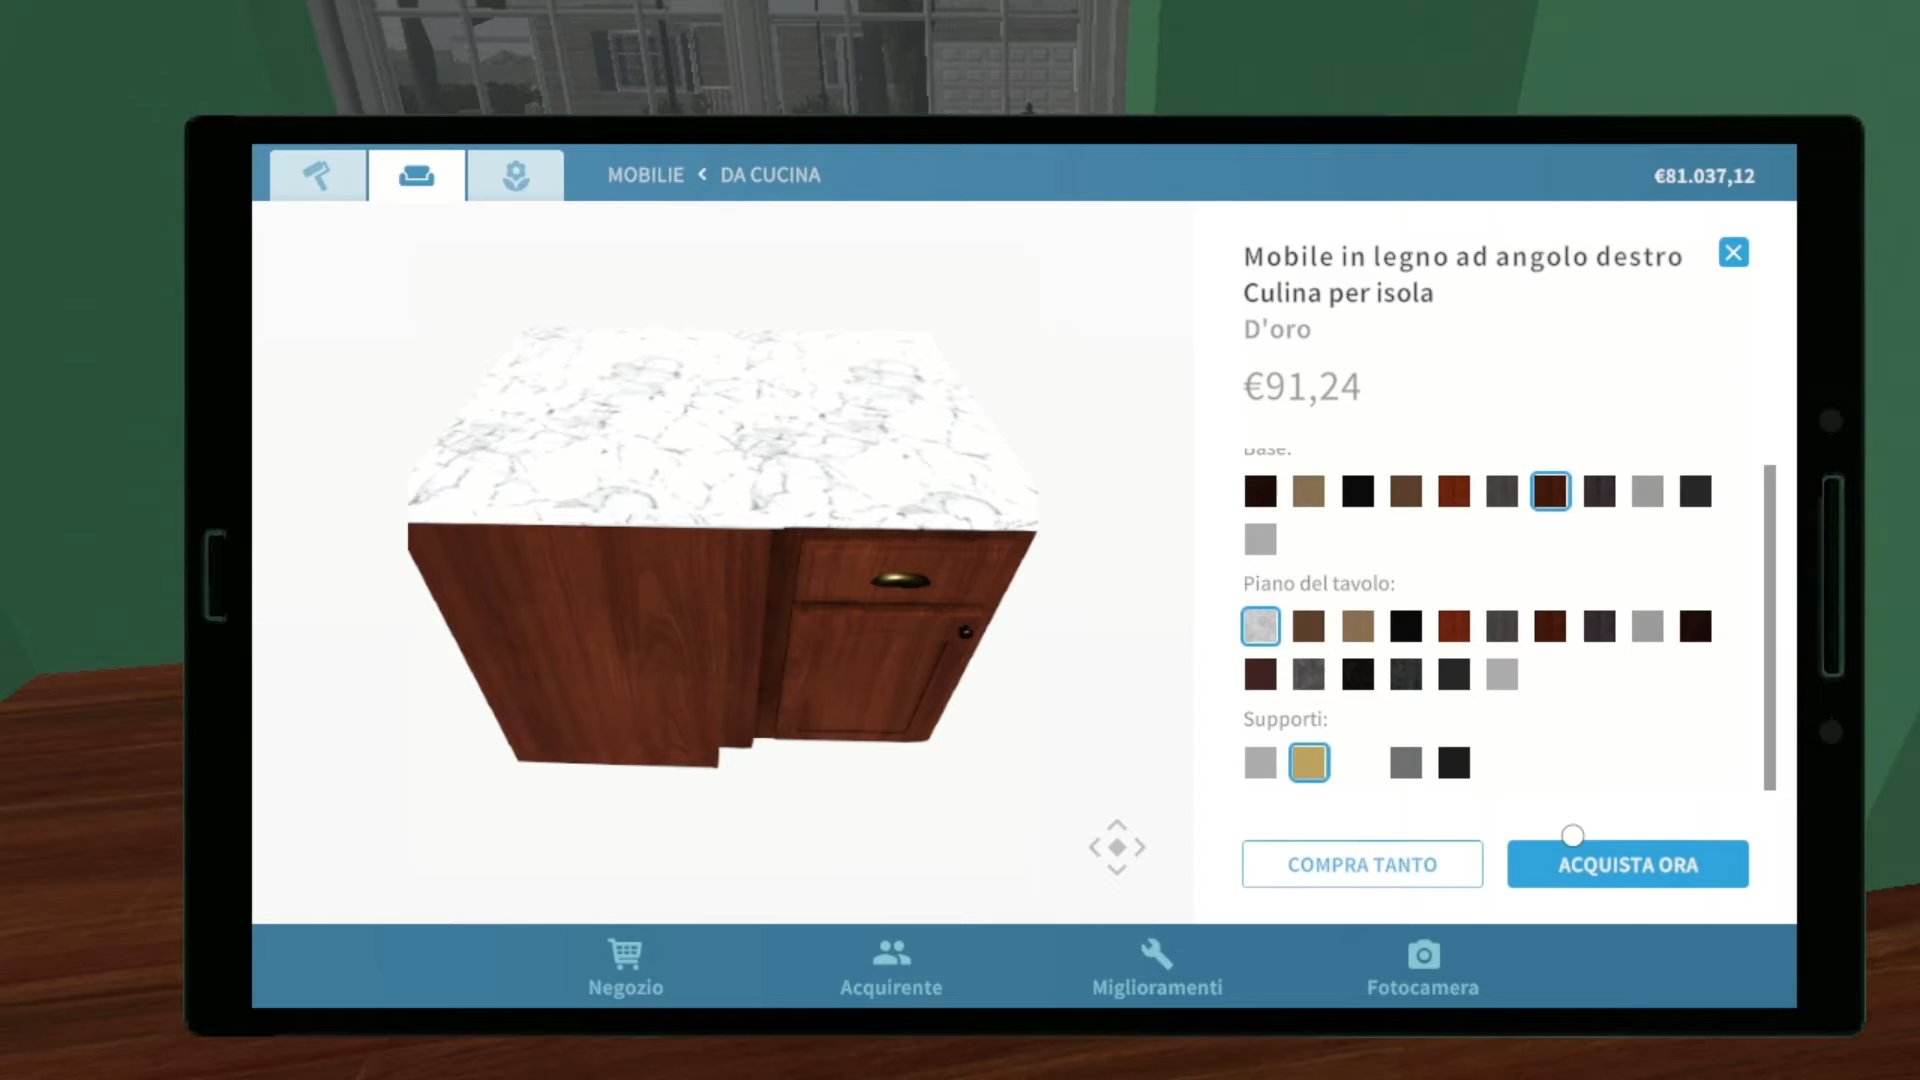 MOBILIE < DA CUCINA
€81.037,12
Mobile in legno ad angolo destro
Culina per isola
D'oro
€91,24
Base:
Piano del tavolo:
Supporti:
COMPRA TANTO
ACQUISTA ORA
Negozio
Acquirente
Miglioramenti
Fotocamera